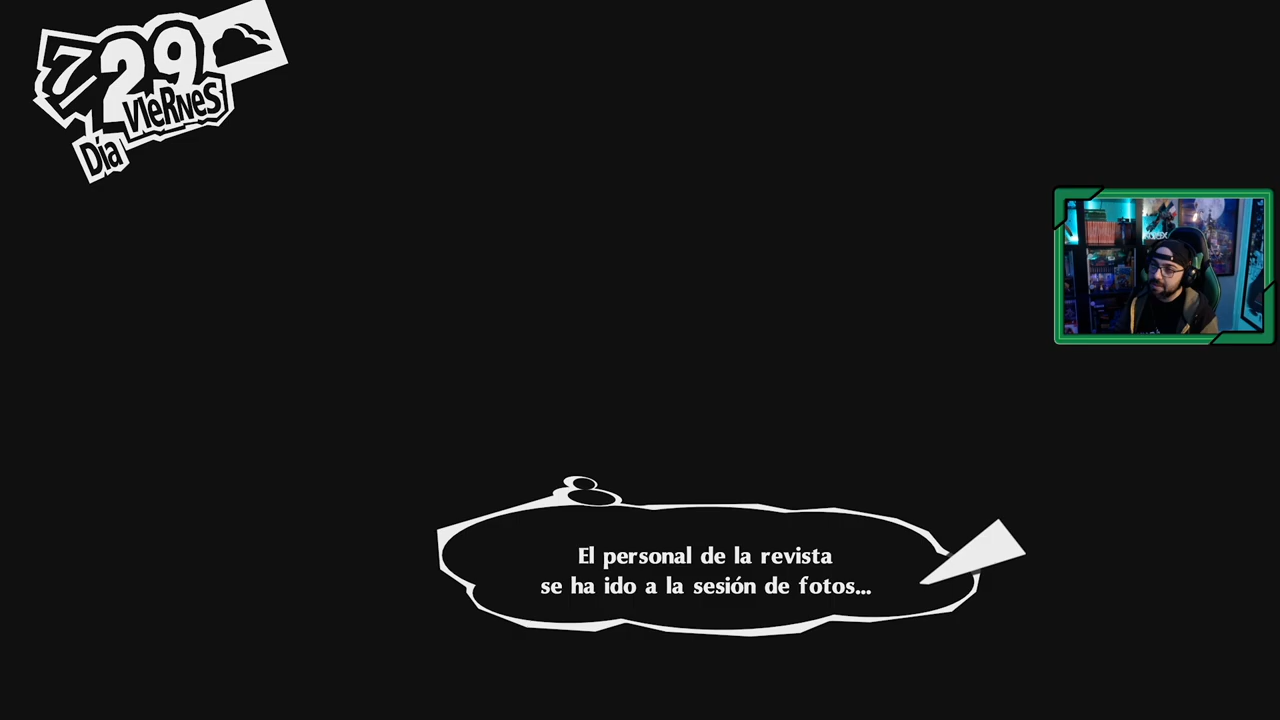 7 29
VIeRNeS
Día
El personal de la revista
se ha ido a la sesión de fotos...